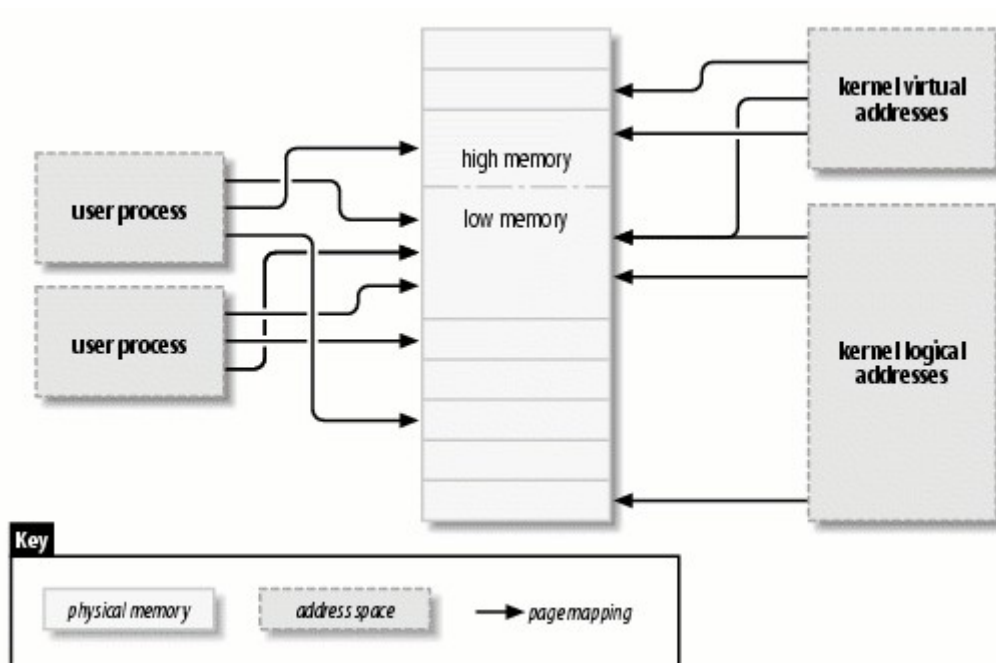 kernel virtual
addresses
high memory
user process
low memory
user process
kernel logical
addresses
Key
physical memory
address space
page mapping